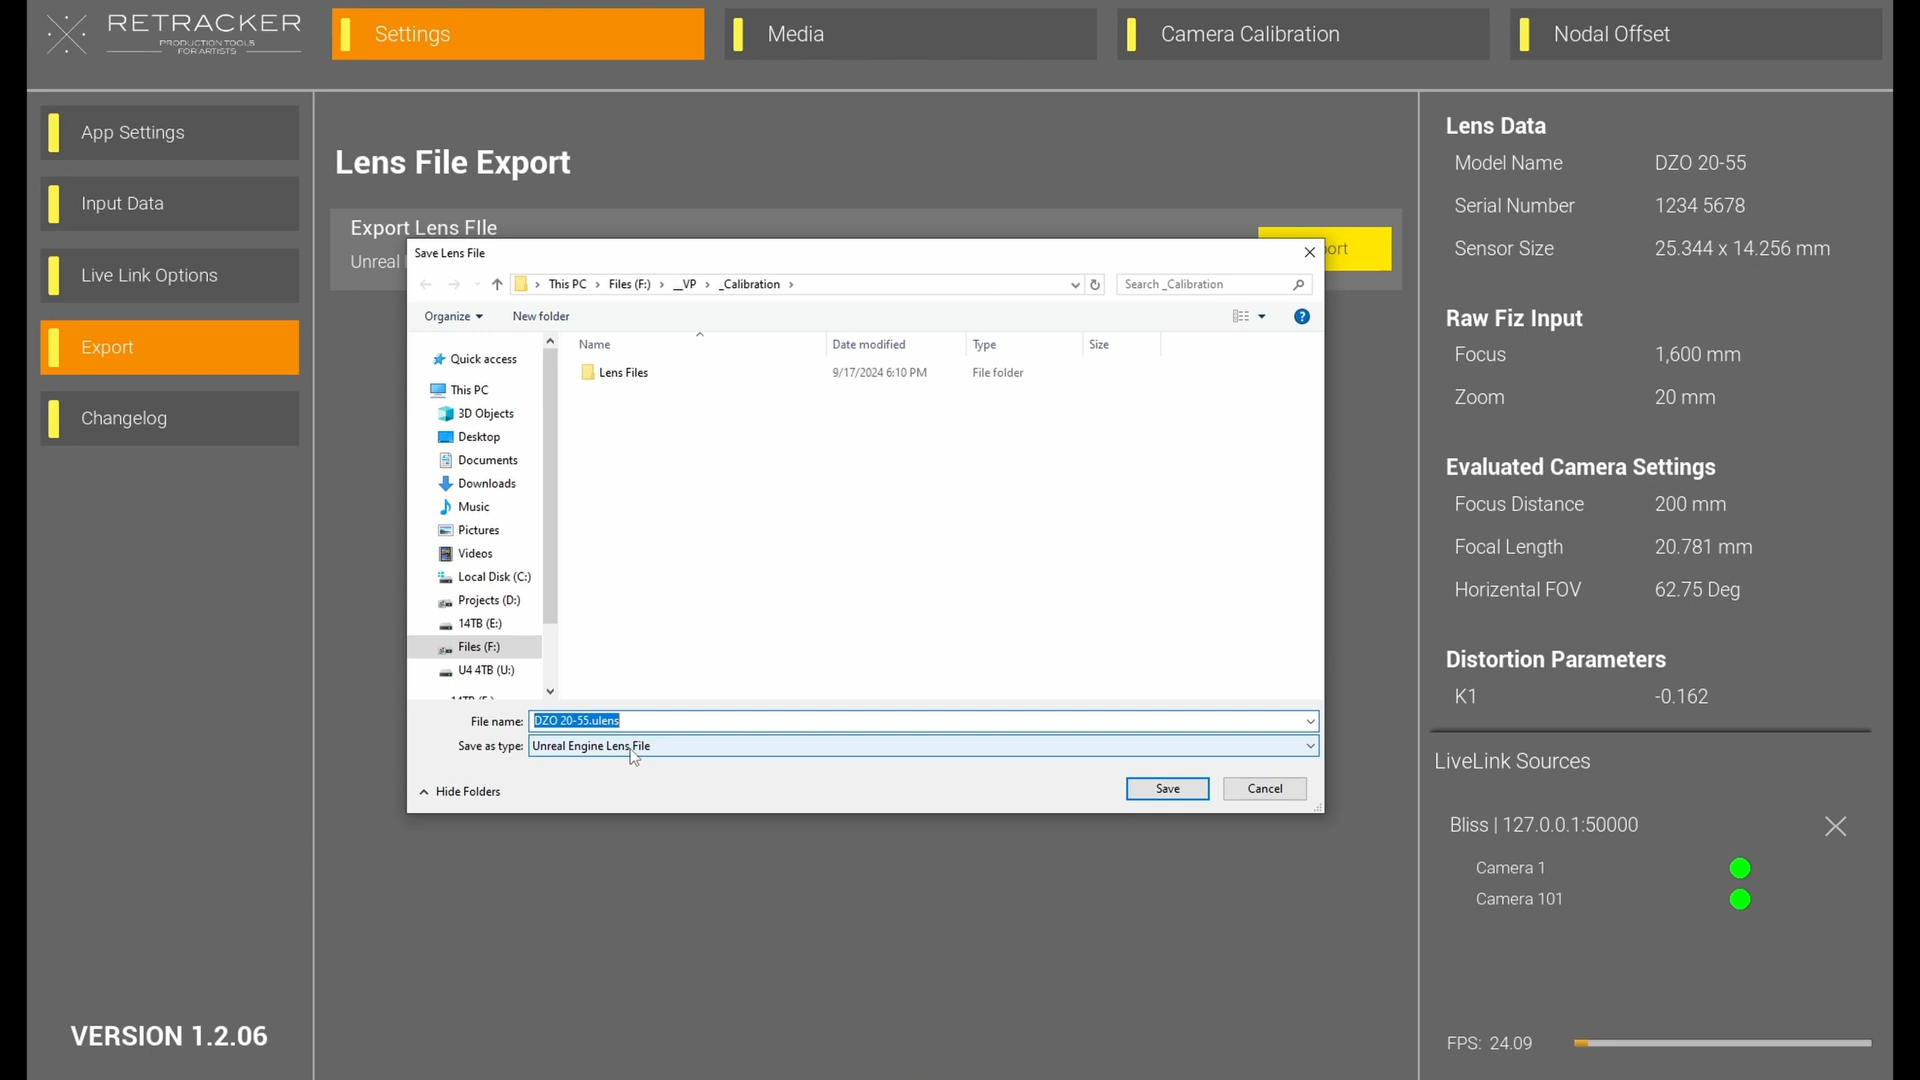 RETRACKER
PRODUCTION TOOLS
FOR ARTISTS
Settings
Media
Camera Calibration
Nodal Offset
App Settings
Input Data
Live Link Options
Export
Changelog
VERSION 1.2.06
Lens File Export
Export Lens FIle
Unreal
ort
Save Lens File
This PC > Files (F:) > __VP > _Calibration >
Search _Calibration
Organize
New folder
?
Quick access
This PC
3D Objects
Desktop
Documents
Downloads
Music
Pictures
Videos
Local Disk (C:)
Projects (D:)
14TB (E:)
Files (F:)
U4 4TB (U:)
Name Date modified Type Size
Lens Files 9/17/2024 6:10 PM File folder
File name: DZO 20-55.ulens
Save as type: Unreal Engine Lens File
Hide Folders
Save
Cancel
Lens Data
Model Name DZO 20-55
Serial Number 1234 5678
Sensor Size 25.344 x 14.256 mm
Raw Fiz Input
Focus 1,600 mm
Zoom 20 mm
Evaluated Camera Settings
Focus Distance 200 mm
Focal Length 20.781 mm
Horizental FOV 62.75 Deg
Distortion Parameters
K1 -0.162
LiveLink Sources
Bliss | 127.0.0.1:50000
Camera 1
Camera 101
FPS: 24.09